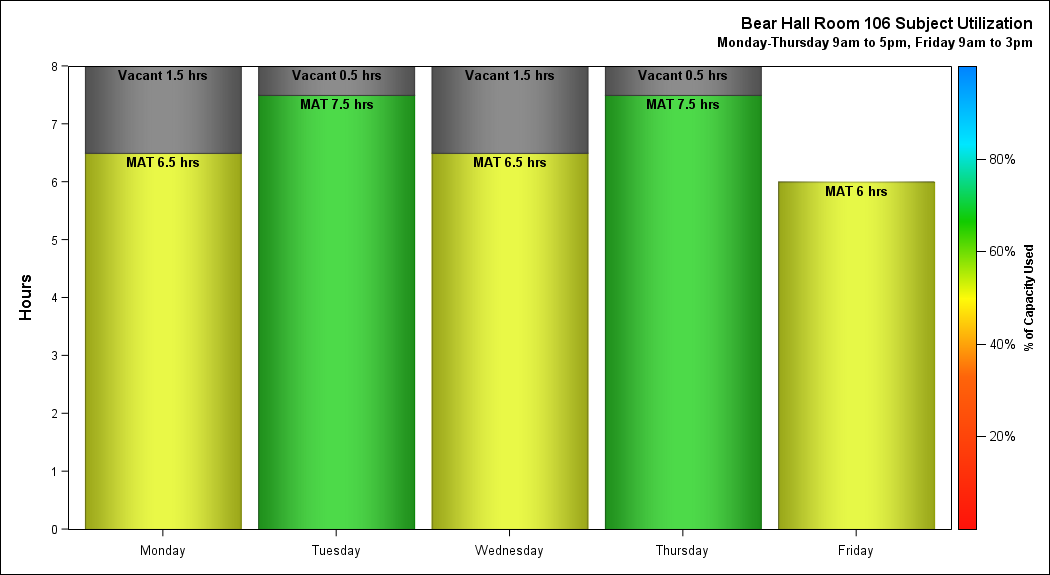 Bear Hall Room 106 Subject Utilization
Monday-Thursday 9am to 5pm, Friday 9am to 3pm
Hours
8
7
6
5
4
3
2
1
0
Vacant 1.5 hrs
MAT 6.5 hrs
Vacant 0.5 hrs
MAT 7.5 hrs
Vacant 1.5 hrs
MAT 6.5 hrs
Vacant 0.5 hrs
MAT 7.5 hrs
MAT 6 hrs
Monday
Tuesday
Wednesday
Thursday
Friday
80%
60%
40%
20%
% of Capacity Used